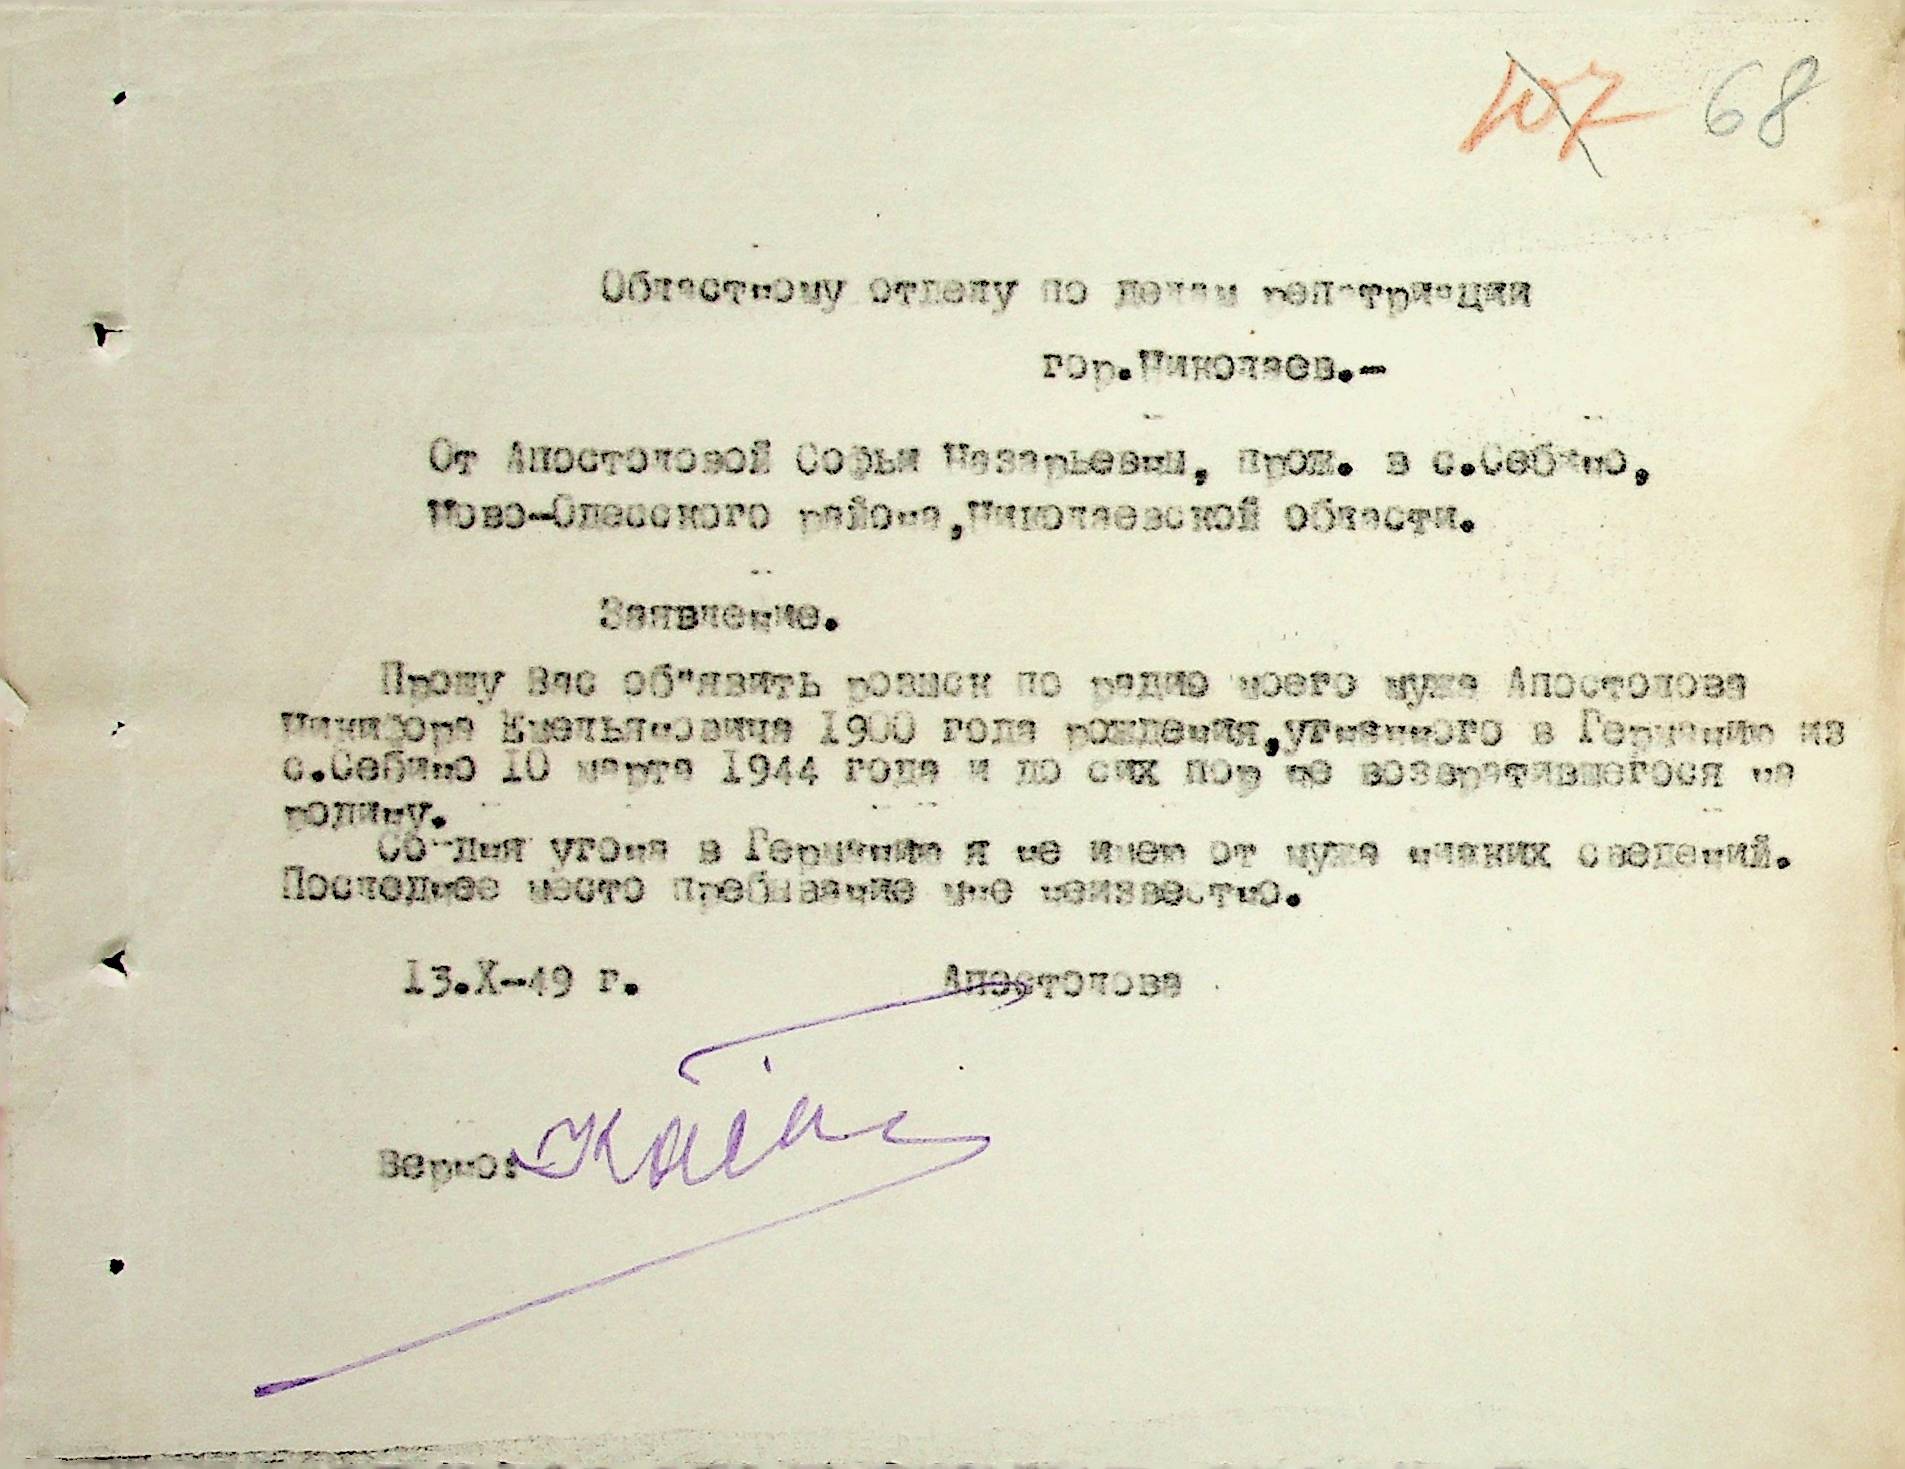 107 68
Областному отделу по делам репатриации
гор.Николаев.-
От Апостоловой Софьи Назарьевны, прож. в с.Себино,
Ново-Одесского района,Николаевской области.
Заявление.
Прошу Вас об"явить розыск по радио моего мужа Апостолова
Никифора Емельяновича 1900 года рождения,угнанного в Германию из
с.Себино 10 марта 1944 года и до сих пор не возвратившегося на
родину.
Со дня угона в Германию я не имею от мужа никаких сведений.
Последнее место пребывание мне неизвестно.
13.X-49 г. Апостолова
Верно: